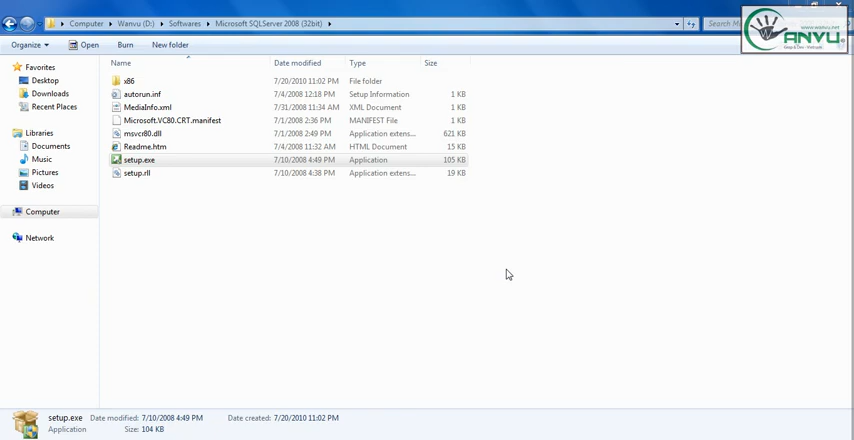 Computer ▸ Wanvu (D:) ▸ Softwares ▸ Microsoft SQLServer 2008 (32bit) ▸
Search M
www.wanvu.net
WANVU
Organize ▾ Open Burn New folder
Name Date modified Type Size
Favorites
Desktop
Downloads
Recent Places
Libraries
Documents
Music
Pictures
Videos
Computer
Network
x86 7/20/2010 11:02 PM File folder
autorun.inf 7/4/2008 12:18 PM Setup Information 1 KB
MediaInfo.xml 7/31/2008 11:34 AM XML Document 1 KB
Microsoft.VC80.CRT.manifest 7/1/2008 2:36 PM MANIFEST File 1 KB
msvcr80.dll 7/1/2008 2:49 PM Application extens... 621 KB
Readme.htm 7/4/2008 11:32 AM HTML Document 15 KB
setup.exe 7/10/2008 4:49 PM Application 105 KB
setup.rll 7/10/2008 4:38 PM Application extens... 19 KB
setup.exe Date modified: 7/10/2008 4:49 PM Date created: 7/20/2010 11:02 PM
Application Size: 104 KB